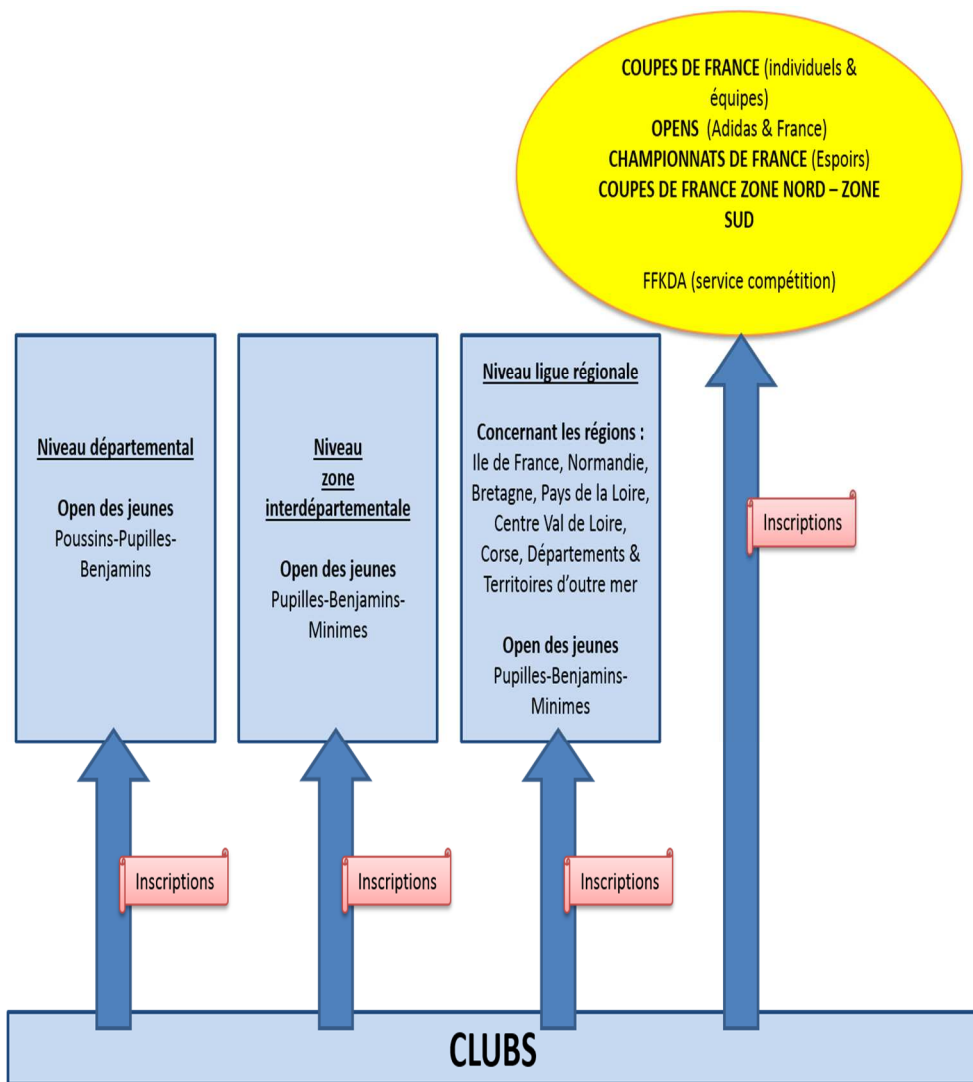 COUPES DE FRANCE (individuels &
équipes)
OPENS (Adidas & France)
CHAMPIONNATS DE FRANCE (Espoirs)
COUPES DE FRANCE ZONE NORD – ZONE
SUD
FFKDA (service compétition)
Niveau départemental
Open des jeunes
Poussins-Pupilles-
Benjamins
Niveau
zone
interdépartementale
Open des jeunes
Pupilles-Benjamins-
Minimes
Niveau ligue régionale
Concernant les régions :
Ile de France, Normandie,
Bretagne, Pays de la Loire,
Centre Val de Loire,
Corse, Départements &
Territoires d’outre mer
Open des jeunes
Pupilles-Benjamins-
Minimes
Inscriptions
Inscriptions
Inscriptions
Inscriptions
CLUBS